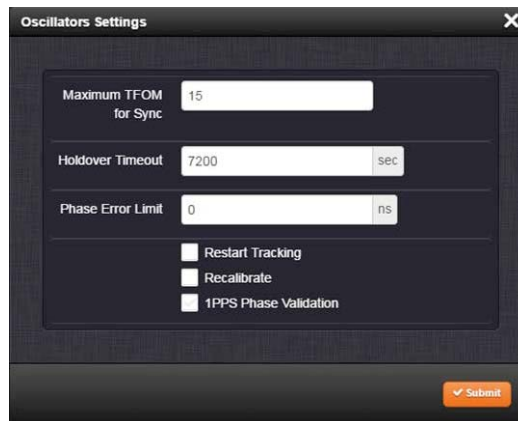 Oscillators Settings
Maximum TFOM
for Sync
15
Holdover Timeout
7200
sec
Phase Error Limit
0
ns
Restart Tracking
Recalibrate
1PPS Phase Validation
Submit